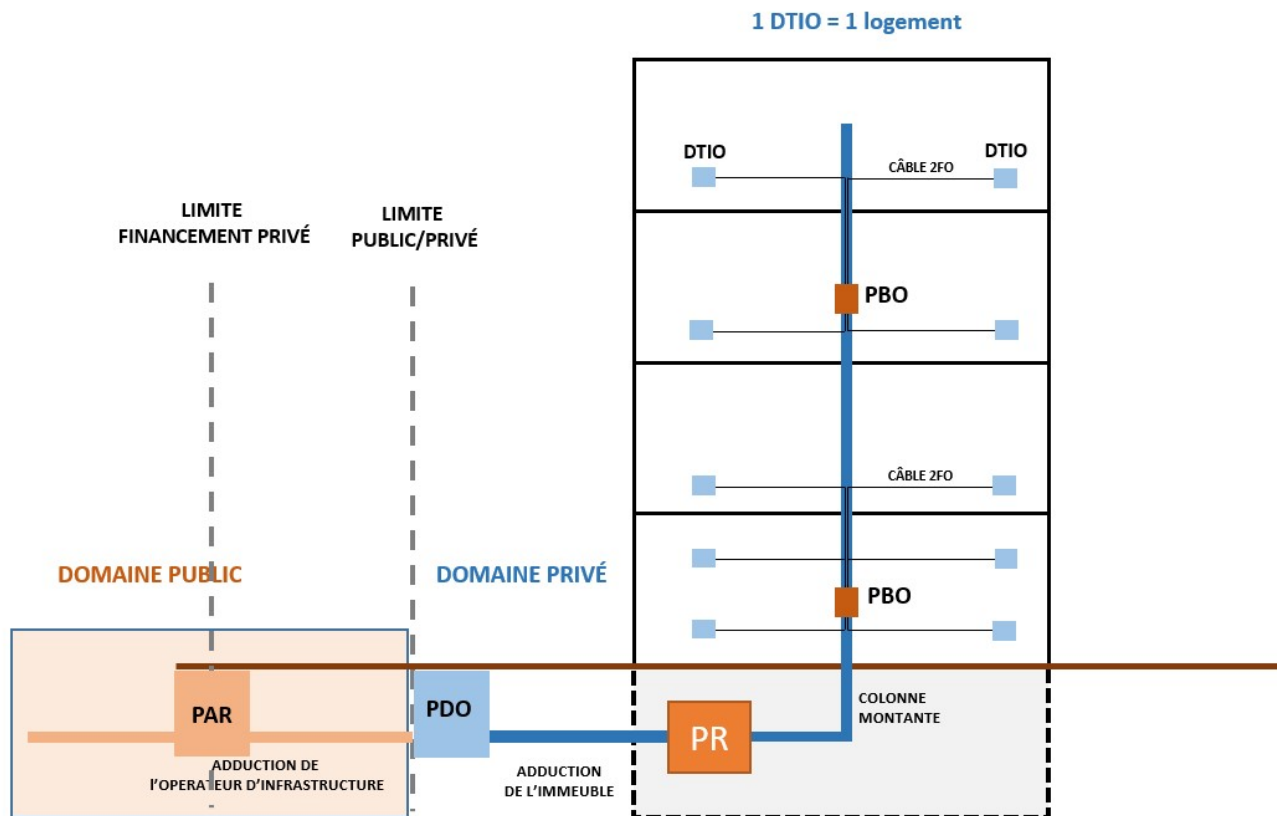 1 DTIO = 1 logement
DTIO
DTIO
CÂBLE 2FO
LIMITE
FINANCEMENT PRIVÉ
LIMITE
PUBLIC/PRIVÉ
PBO
CÂBLE 2FO
DOMAINE PUBLIC
DOMAINE PRIVÉ
PBO
PAR
PDO
PR
COLONNE
MONTANTE
ADDUCTION DE
l'OPERATEUR D'INFRASTRUCTURE
ADDUCTION
DE L'IMMEUBLE